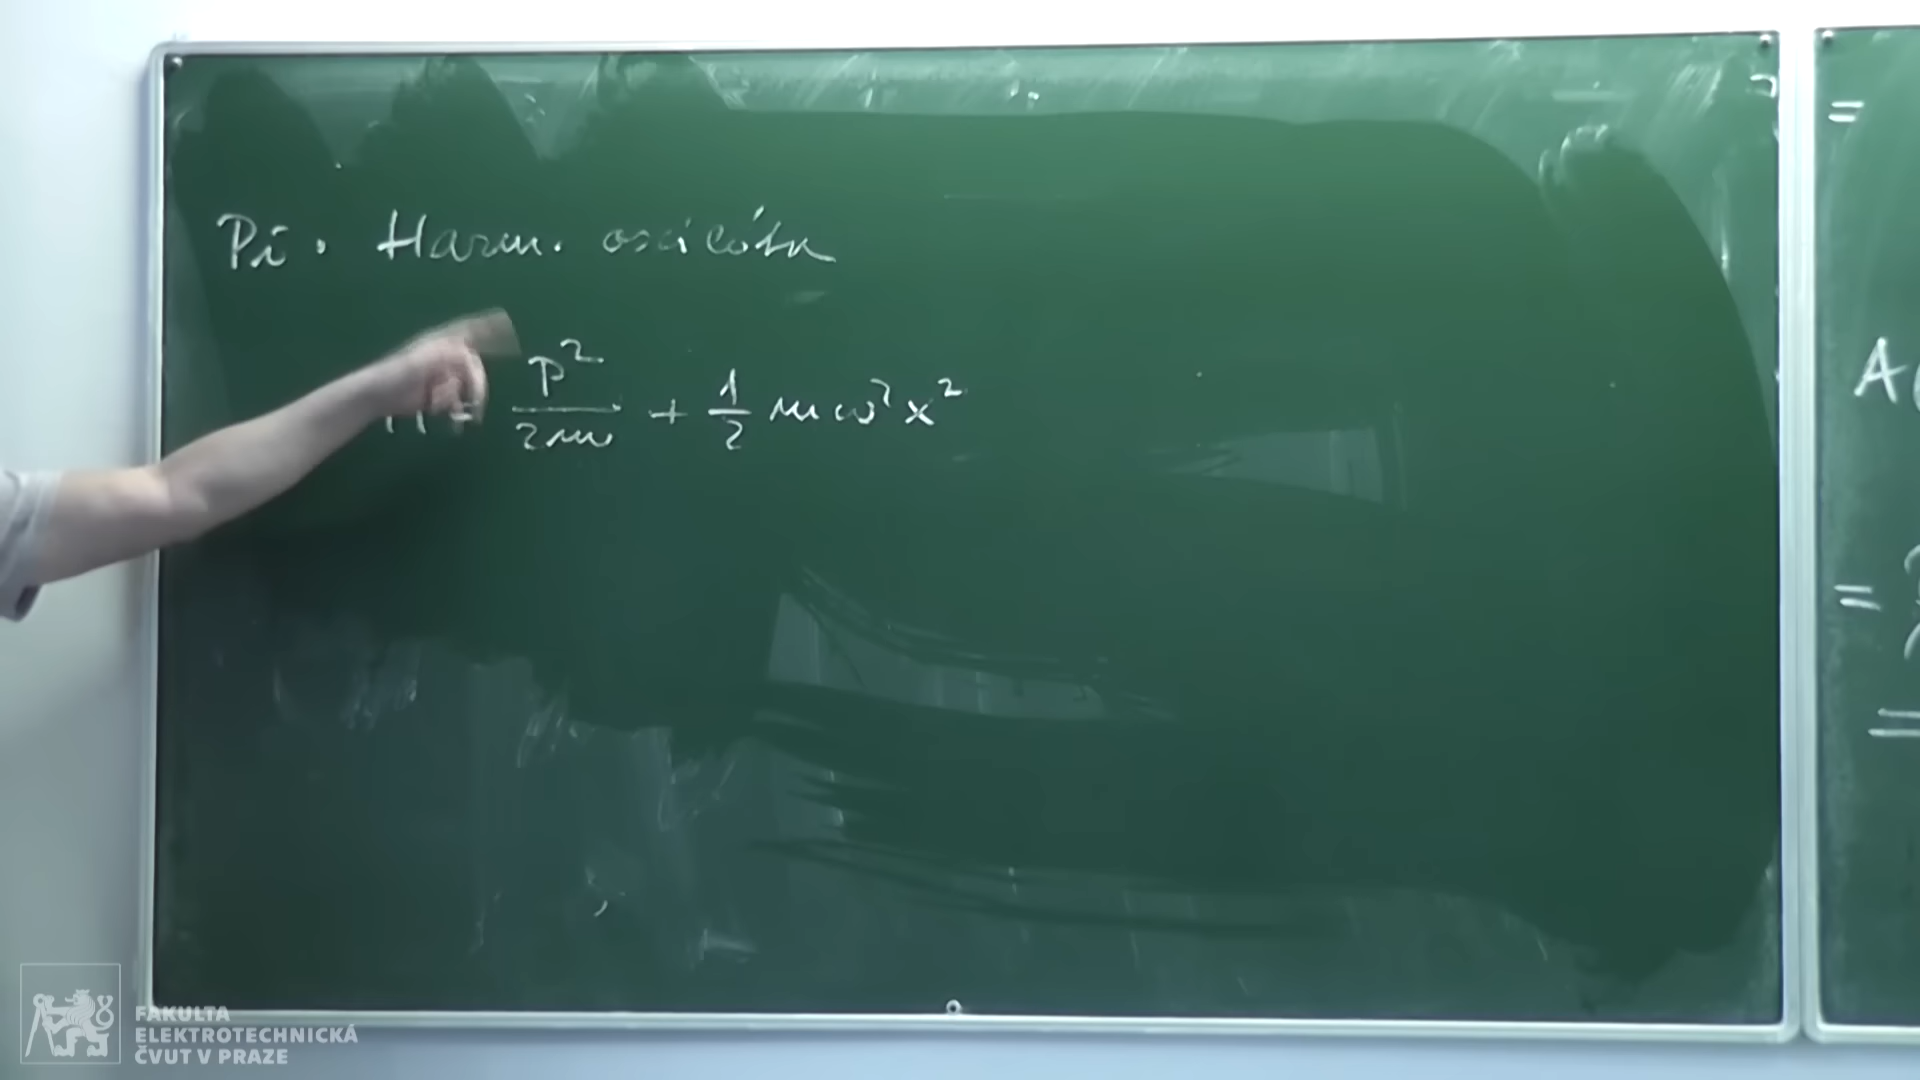 Př. Harm. oscilátor
H = p²/2m + 1/2 mω²x²
=
A(
=
=
FAKULTA
ELEKTROTECHNICKÁ
ČVUT V PRAZE